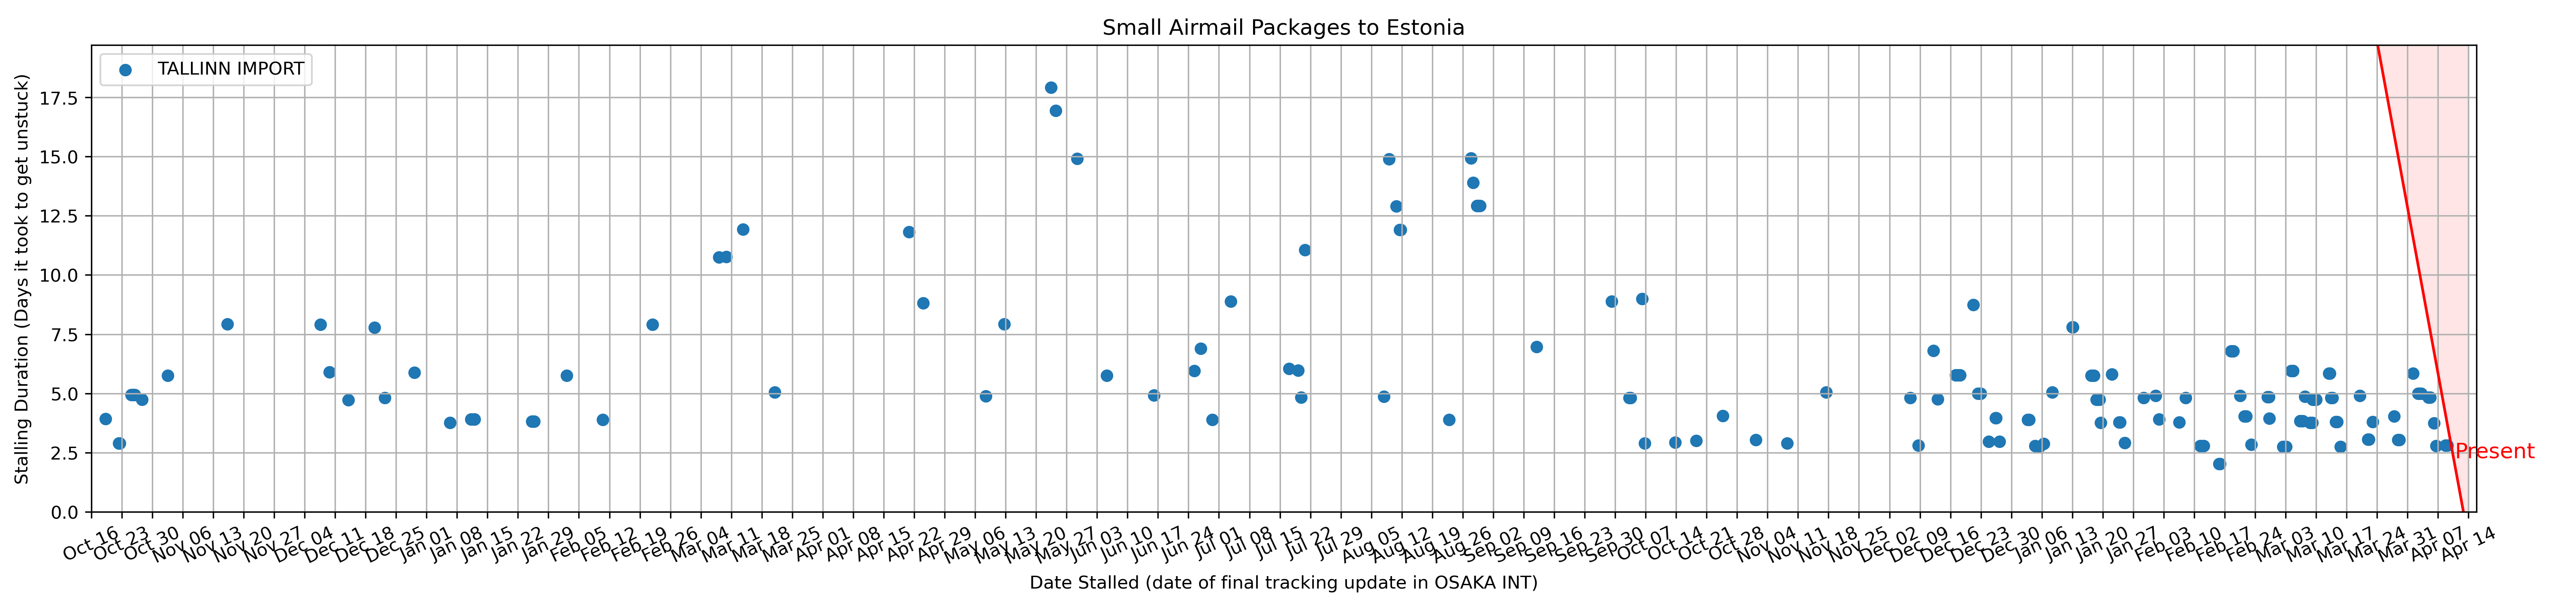 Small Airmail Packages to Estonia
TALLINN IMPORT
Stalling Duration (Days it took to get unstuck)
17.5
15.0
12.5
10.0
7.5
5.0
2.5
0.0
Present
Oct 16
Oct 23
Oct 30
Nov 06
Nov 13
Nov 20
Nov 27
Dec 04
Dec 11
Dec 18
Dec 25
Jan 01
Jan 08
Jan 15
Jan 22
Jan 29
Feb 05
Feb 12
Feb 19
Feb 26
Mar 04
Mar 11
Mar 18
Mar 25
Apr 01
Apr 08
Apr 15
Apr 22
Apr 29
May 06
May 13
May 20
May 27
Jun 03
Jun 10
Jun 17
Jun 24
Jul 01
Jul 08
Jul 15
Jul 22
Jul 29
Aug 05
Aug 12
Aug 19
Aug 26
Sep 02
Sep 09
Sep 16
Sep 23
Sep 30
Oct 07
Oct 14
Oct 21
Oct 28
Nov 04
Nov 11
Nov 18
Nov 25
Dec 02
Dec 09
Dec 16
Dec 23
Dec 30
Jan 06
Jan 13
Jan 20
Jan 27
Feb 03
Feb 10
Feb 17
Feb 24
Mar 03
Mar 10
Mar 17
Mar 24
Mar 31
Apr 07
Apr 14
Date Stalled (date of final tracking update in OSAKA INT)